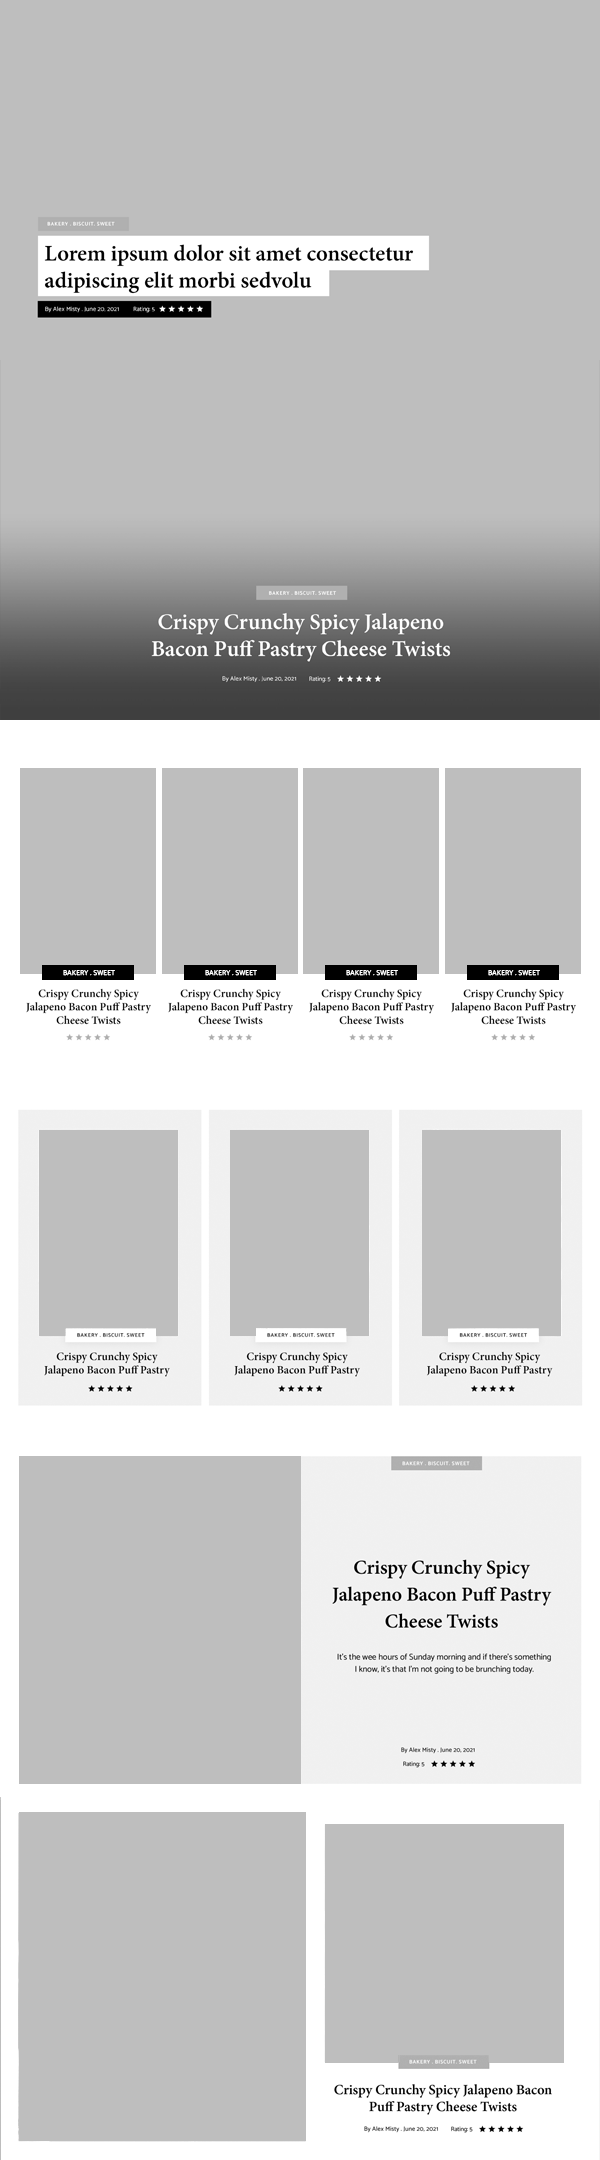 BAKERY . BISCUIT. SWEET
Lorem ipsum dolor sit amet consectetur
adipiscing elit morbi sedvolu
By Alex Misty . June 20, 2021 Rating: 5
BAKERY . BISCUIT. SWEET
Crispy Crunchy Spicy Jalapeno
Bacon Puff Pastry Cheese Twists
By Alex Misty . June 20, 2021 Rating: 5
BAKERY . SWEET
Crispy Crunchy Spicy
Jalapeno Bacon Puff Pastry
Cheese Twists
BAKERY . SWEET
Crispy Crunchy Spicy
Jalapeno Bacon Puff Pastry
Cheese Twists
BAKERY . SWEET
Crispy Crunchy Spicy
Jalapeno Bacon Puff Pastry
Cheese Twists
BAKERY . SWEET
Crispy Crunchy Spicy
Jalapeno Bacon Puff Pastry
Cheese Twists
BAKERY . BISCUIT. SWEET
Crispy Crunchy Spicy
Jalapeno Bacon Puff Pastry
BAKERY . BISCUIT. SWEET
Crispy Crunchy Spicy
Jalapeno Bacon Puff Pastry
BAKERY . BISCUIT. SWEET
Crispy Crunchy Spicy
Jalapeno Bacon Puff Pastry
BAKERY . BISCUIT. SWEET
Crispy Crunchy Spicy
Jalapeno Bacon Puff Pastry
Cheese Twists
It's the wee hours of Sunday morning and if there's something
I know, it's that I'm not going to be brunching today.
By Alex Misty . June 20, 2021
Rating: 5
BAKERY . BISCUIT. SWEET
Crispy Crunchy Spicy Jalapeno Bacon
Puff Pastry Cheese Twists
By Alex Misty . June 20, 2021 Rating: 5